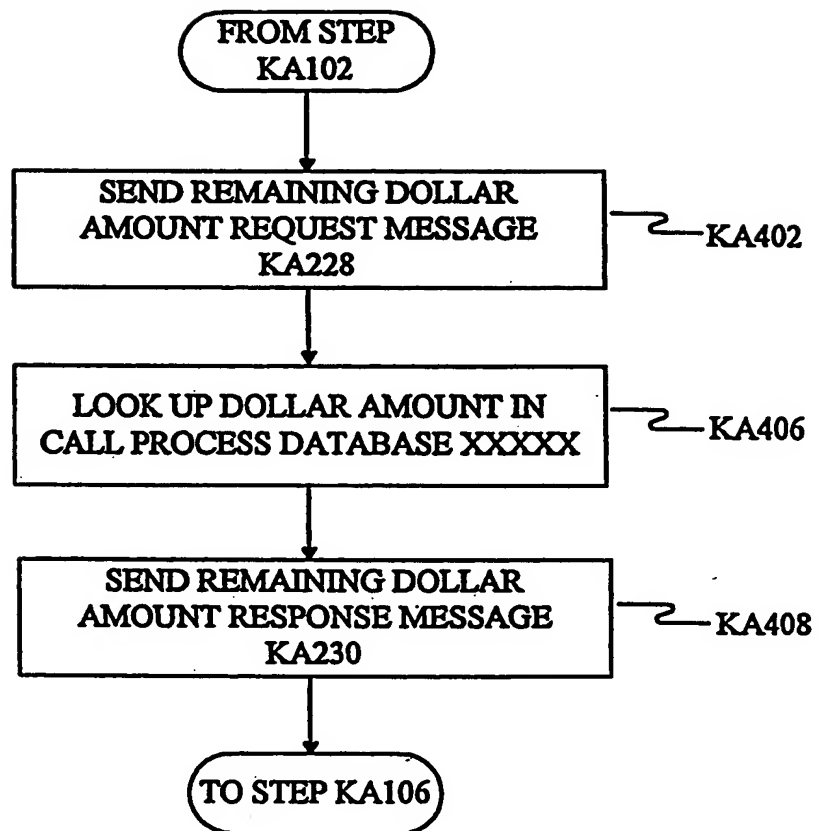 FROM STEP
KA102
SEND REMAINING DOLLAR
AMOUNT REQUEST MESSAGE
KA228
KA402
LOOK UP DOLLAR AMOUNT IN
CALL PROCESS DATABASE XXXXX
KA406
SEND REMAINING DOLLAR
AMOUNT RESPONSE MESSAGE
KA230
KA408
TO STEP KA106